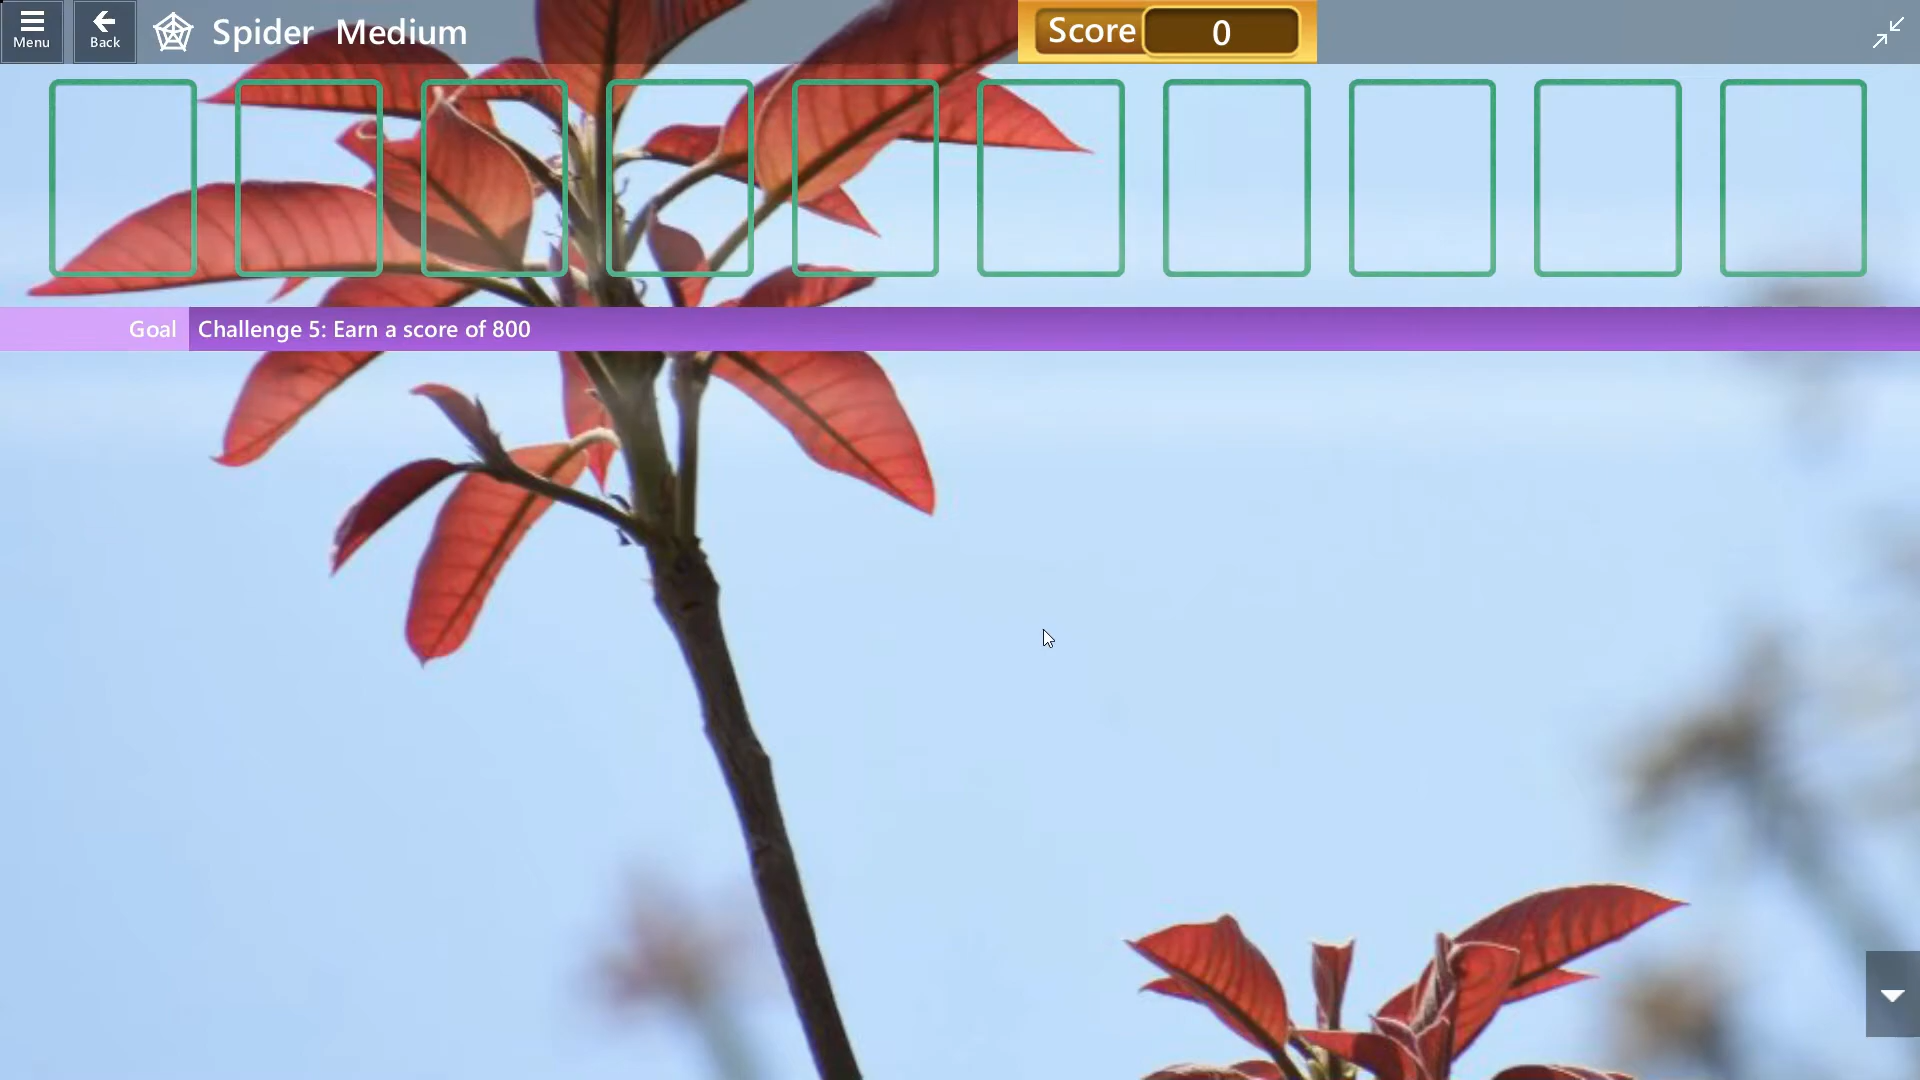 Menu
Back
Spider Medium
Score 0
Goal
Challenge 5: Earn a score of 800